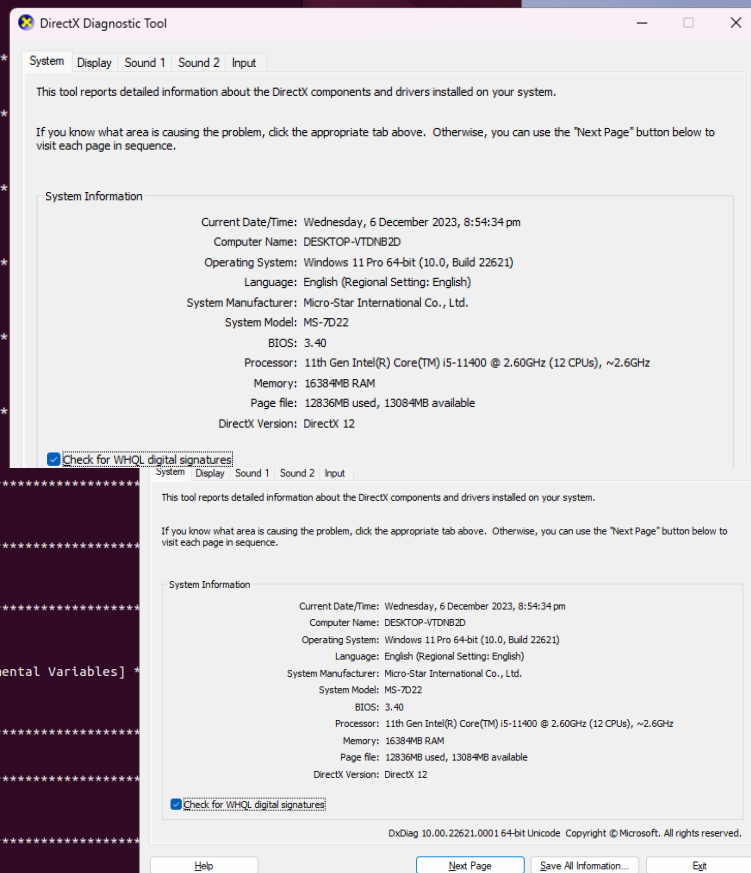 DirectX Diagnostic Tool
System Display Sound 1 Sound 2 Input
This tool reports detailed information about the DirectX components and drivers installed on your system.
If you know what area is causing the problem, click the appropriate tab above. Otherwise, you can use the "Next Page" button below to
visit each page in sequence.
System Information
Current Date/Time: Wednesday, 6 December 2023, 8:54:34 pm
Computer Name: DESKTOP-VTDNB2D
Operating System: Windows 11 Pro 64-bit (10.0, Build 22621)
Language: English (Regional Setting: English)
System Manufacturer: Micro-Star International Co., Ltd.
System Model: MS-7D22
BIOS: 3.40
Processor: 11th Gen Intel(R) Core(TM) i5-11400 @ 2.60GHz (12 CPUs), ~2.6GHz
Memory: 16384MB RAM
Page file: 12836MB used, 13084MB available
DirectX Version: DirectX 12
Check for WHQL digital signatures
System Display Sound 1 Sound 2 Input
This tool reports detailed information about the DirectX components and drivers installed on your system.
If you know what area is causing the problem, click the appropriate tab above. Otherwise, you can use the "Next Page" button below to
visit each page in sequence.
System Information
Current Date/Time: Wednesday, 6 December 2023, 8:54:34 pm
Computer Name: DESKTOP-VTDNB2D
Operating System: Windows 11 Pro 64-bit (10.0, Build 22621)
Language: English (Regional Setting: English)
mental Variables] *
System Manufacturer: Micro-Star International Co., Ltd.
System Model: MS-7D22
BIOS: 3.40
Processor: 11th Gen Intel(R) Core(TM) i5-11400 @ 2.60GHz (12 CPUs), ~2.6GHz
Memory: 16384MB RAM
Page file: 12836MB used, 13084MB available
DirectX Version: DirectX 12
Check for WHQL digital signatures
DxDiag 10.00.22621.0001 64-bit Unicode Copyright © Microsoft. All rights reserved.
Help Next Page Save All Information... Exit